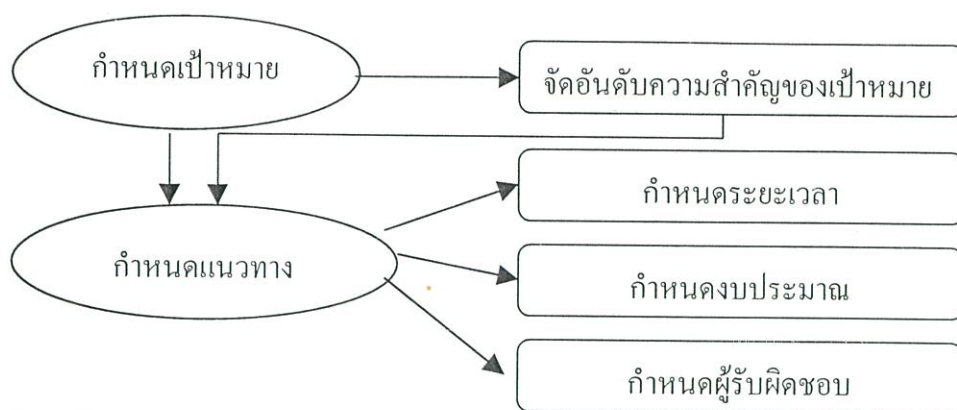 กำหนดเป้าหมาย
จัดอันดับความสำคัญของเป้าหมาย
กำหนดระยะเวลา
กำหนดแนวทาง
กำหนดงบประมาณ
กำหนดผู้รับผิดชอบ